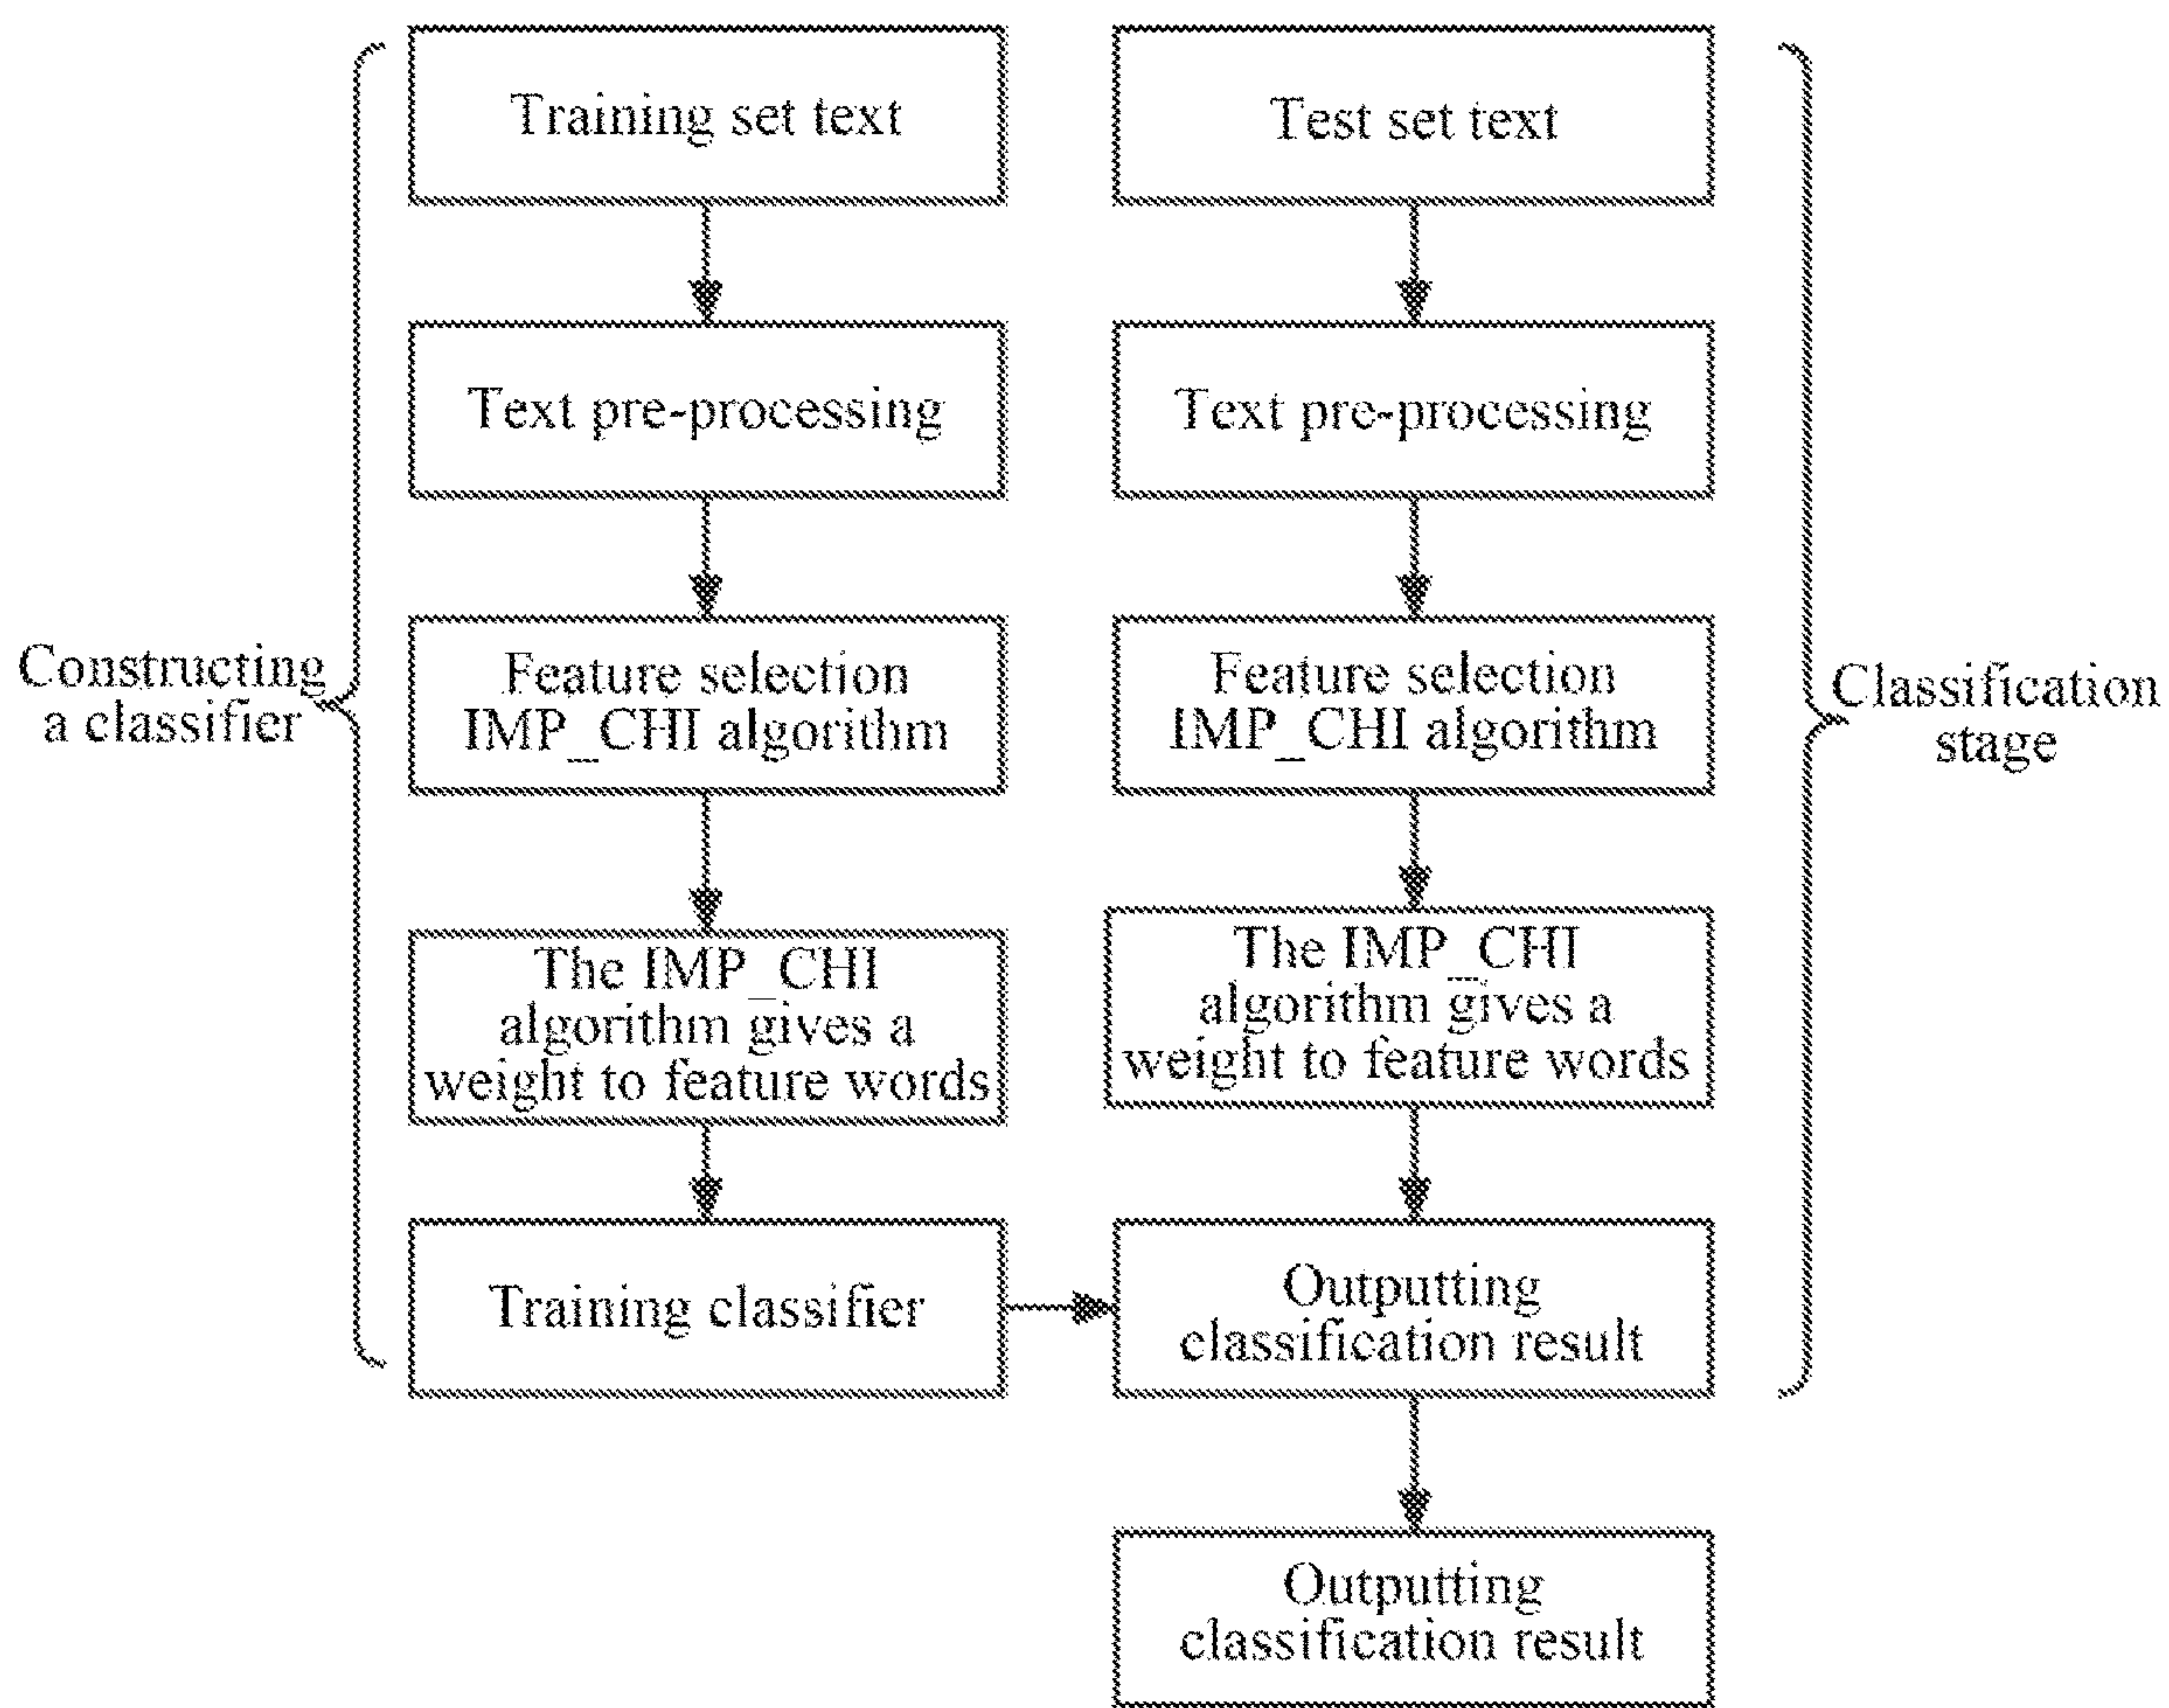 Training set text
Test set text
Text pre-processing
Text pre-processing
Constructing
a classifier
Feature selection
IMP_CHI algorithm
Feature selection
IMP_CHI algorithm
Classification
stage
The IMP_CHI
algorithm gives a
weight to feature words
The IMP_CHI
algorithm gives a
weight to feature words
Training classifier
Outputting
classification result
Outputting
classification result